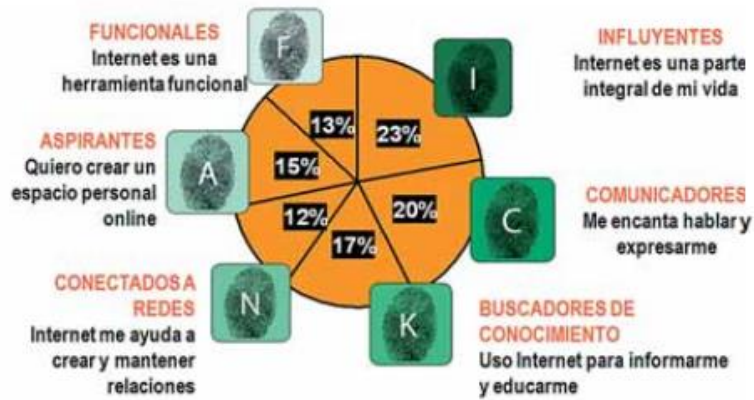 FUNCIONALES
Internet es una
herramienta funcional
F
I
INFLUYENTES
Internet es una parte
integral de mi vida
13%
23%
ASPIRANTES
Quiero crear un
espacio personal
online
A
15%
12%
17%
20%
C
COMUNICADORES
Me encanta hablar y
expresarme
CONECTADOS A
REDES
Internet me ayuda a
crear y mantener
relaciones
N
K
BUSCADORES DE
CONOCIMIENTO
Uso Internet para informarme
y educarme